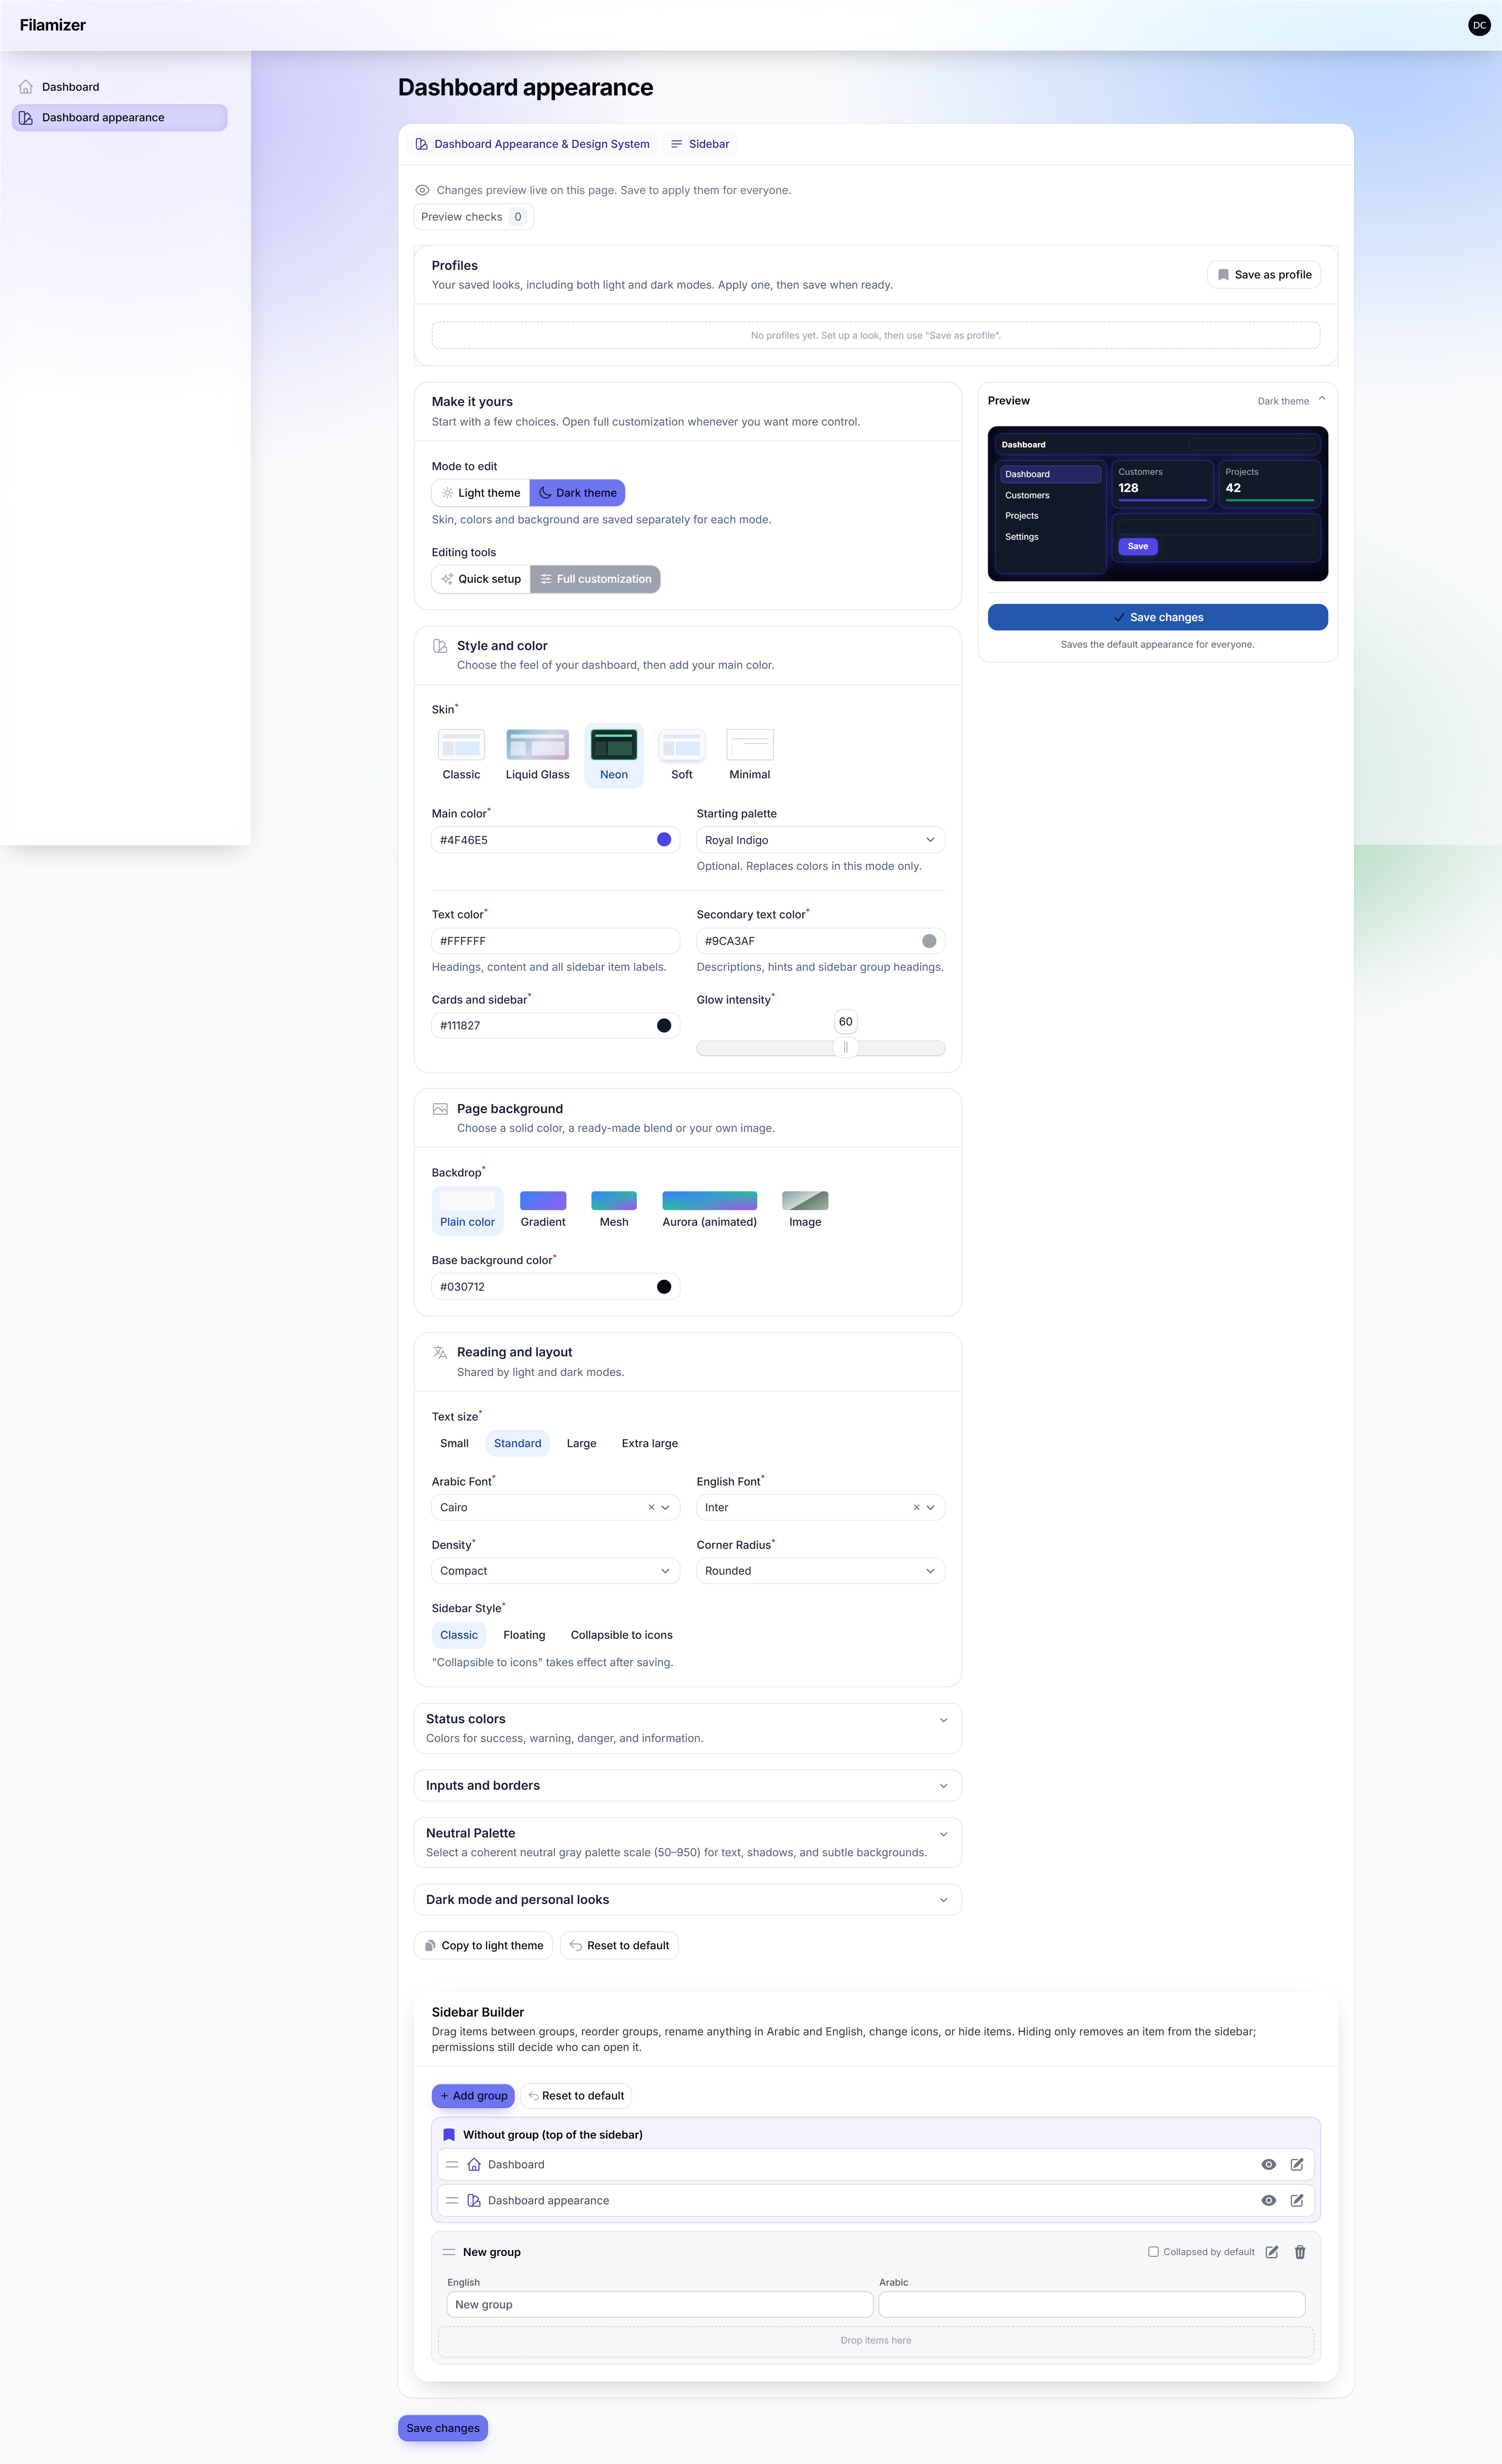 Filamizer
DC
Dashboard
Dashboard appearance
Dashboard appearance
Dashboard Appearance & Design System
Sidebar
Changes preview live on this page. Save to apply them for everyone.
Preview checks 0
Profiles
Your saved looks, including both light and dark modes. Apply one, then save when ready.
Save as profile
No profiles yet. Set up a look, then use "Save as profile".
Make it yours
Start with a few choices. Open full customization whenever you want more control.
Mode to edit
Light theme
Dark theme
Skin, colors and background are saved separately for each mode.
Editing tools
Quick setup
Full customization
Preview
Dark theme
Dashboard
Dashboard
Customers
Projects
Settings
Customers
128
Projects
42
Save
Save changes
Saves the default appearance for everyone.
Style and color
Choose the feel of your dashboard, then add your main color.
Skin*
Classic
Liquid Glass
Neon
Soft
Minimal
Main color*
#4F46E5
Starting palette
Royal Indigo
Optional. Replaces colors in this mode only.
Text color*
#FFFFFF
Headings, content and all sidebar item labels.
Secondary text color*
#9CA3AF
Descriptions, hints and sidebar group headings.
Cards and sidebar*
#111827
Glow intensity*
60
Page background
Choose a solid color, a ready-made blend or your own image.
Backdrop*
Plain color
Gradient
Mesh
Aurora (animated)
Image
Base background color*
#030712
Reading and layout
Shared by light and dark modes.
Text size*
Small
Standard
Large
Extra large
Arabic Font*
Cairo
English Font*
Inter
Density*
Compact
Corner Radius*
Rounded
Sidebar Style*
Classic
Floating
Collapsible to icons
"Collapsible to icons" takes effect after saving.
Status colors
Colors for success, warning, danger, and information.
Inputs and borders
Neutral Palette
Select a coherent neutral gray palette scale (50–950) for text, shadows, and subtle backgrounds.
Dark mode and personal looks
Copy to light theme
Reset to default
Sidebar Builder
Drag items between groups, reorder groups, rename anything in Arabic and English, change icons, or hide items. Hiding only removes an item from the sidebar;
permissions still decide who can open it.
+ Add group
Reset to default
Without group (top of the sidebar)
Dashboard
Dashboard appearance
New group
Collapsed by default
English
New group
Arabic
Drop items here
Save changes